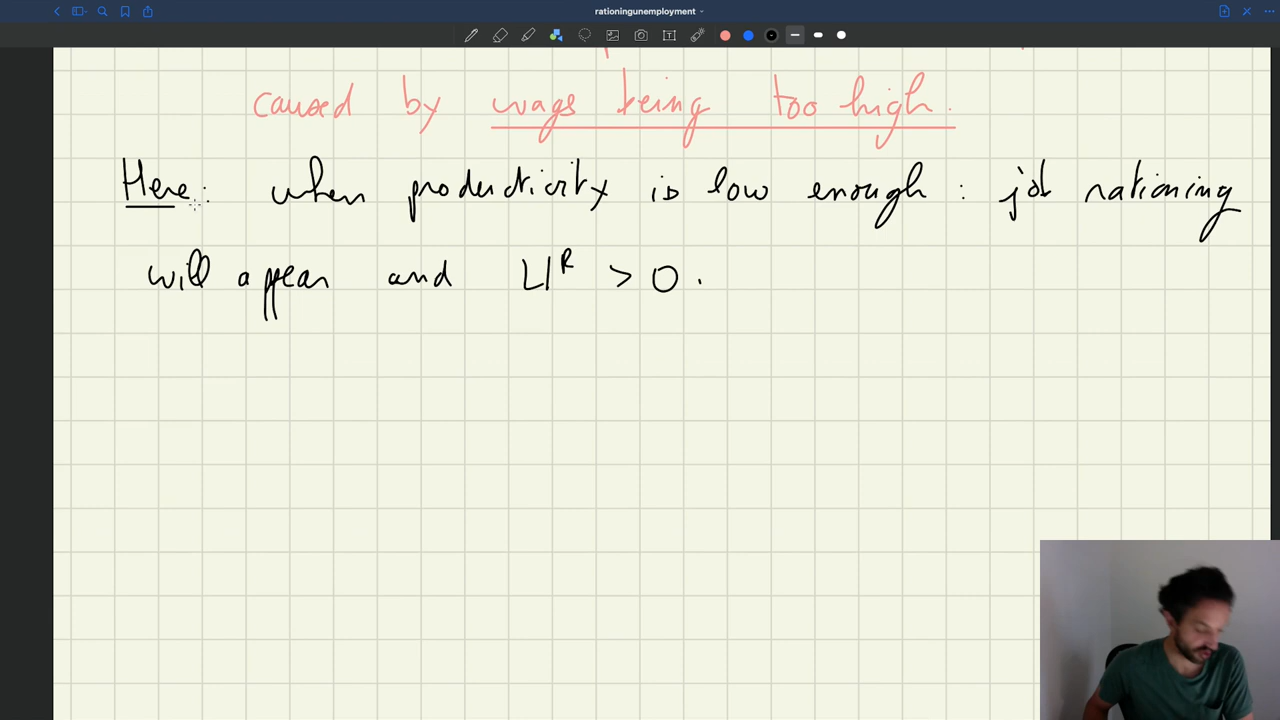 rationingunemployment
caused by wages being too high.
Here: when productivity is low enough: job rationing
will appear and U^R > 0.